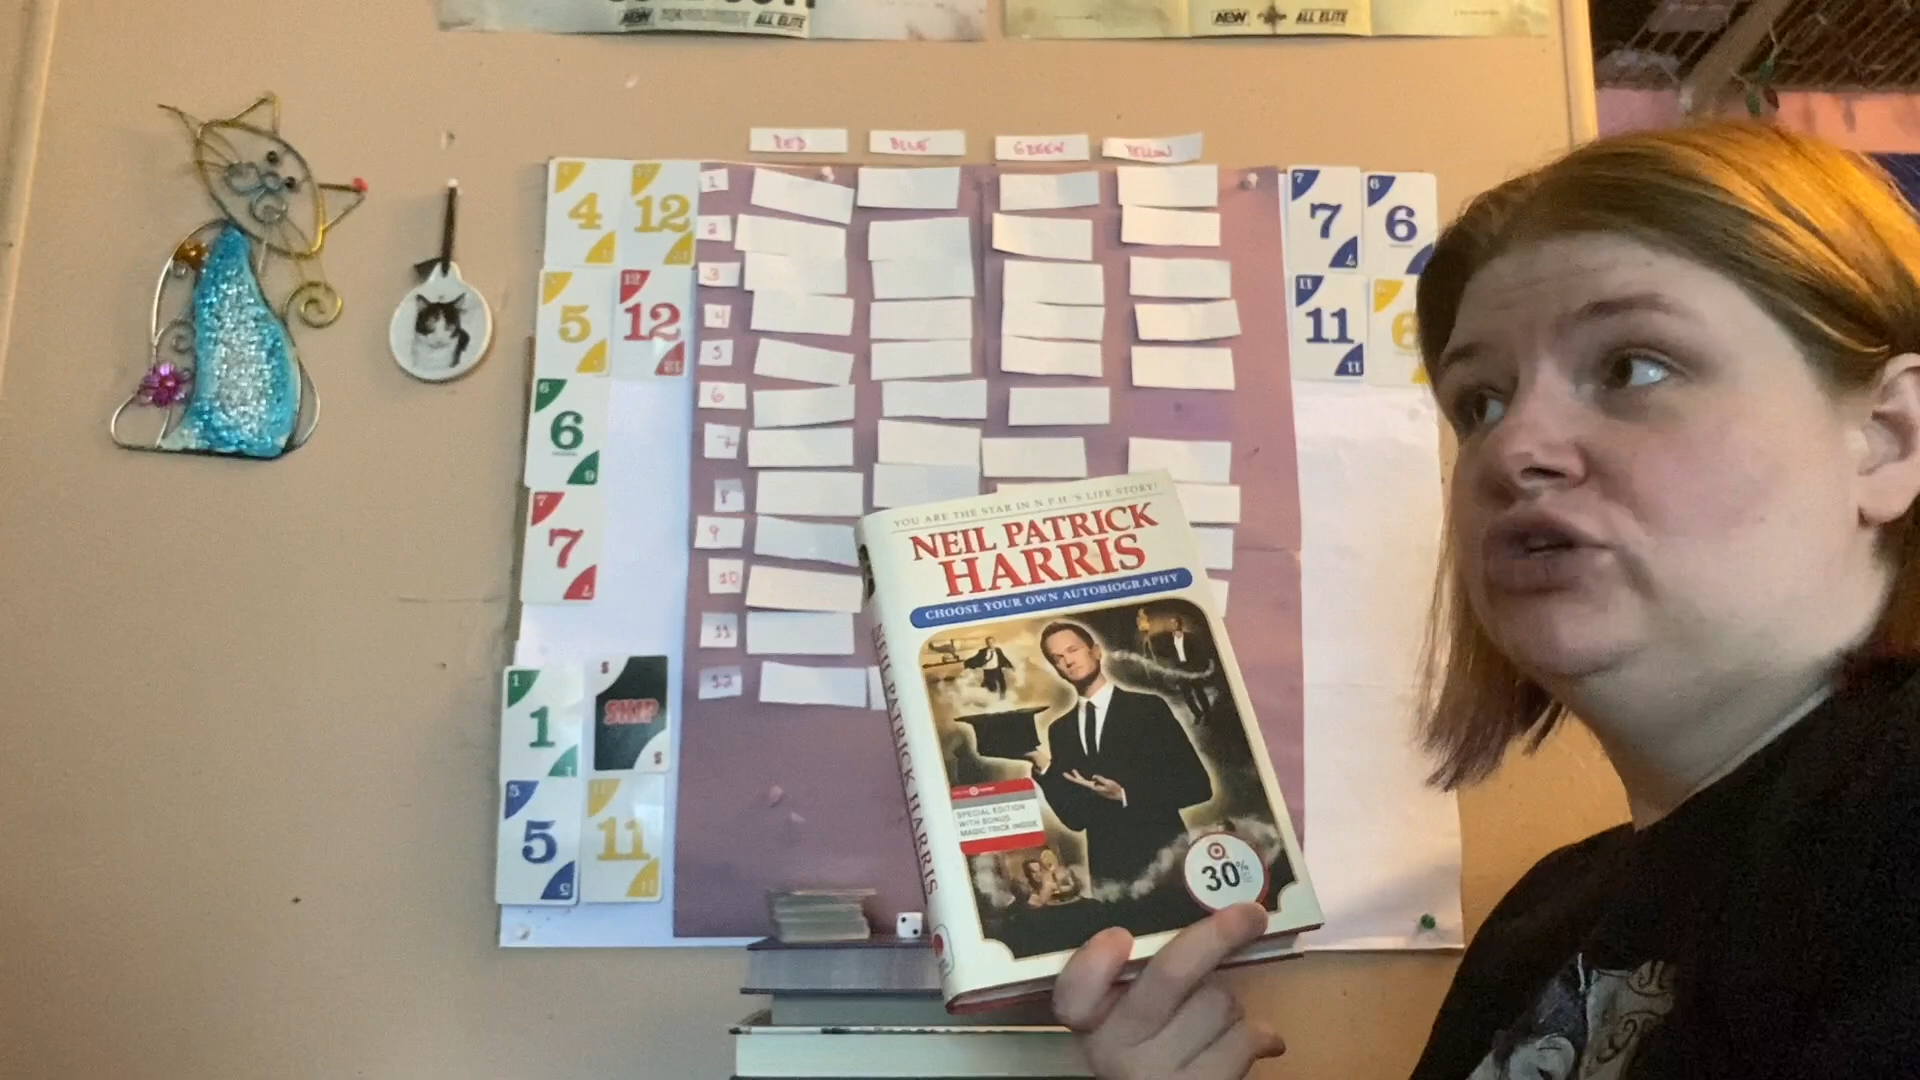 AEW
ALL ELITE
AEW
ALL ELITE
RED
BLUE
GREEN
YELLOW
4
12
5
12
6
7
1
SKIP
5
11
7
6
11
6
1
2
3
4
5
6
7
8
9
10
11
12
YOU ARE THE STAR IN N.P.H.'S LIFE STORY!
NEIL PATRICK
HARRIS
CHOOSE YOUR OWN AUTOBIOGRAPHY
SPECIAL EDITION
WITH BONUS
MAGIC TRICK INSIDE
30%
NEIL PATRICK HARRIS